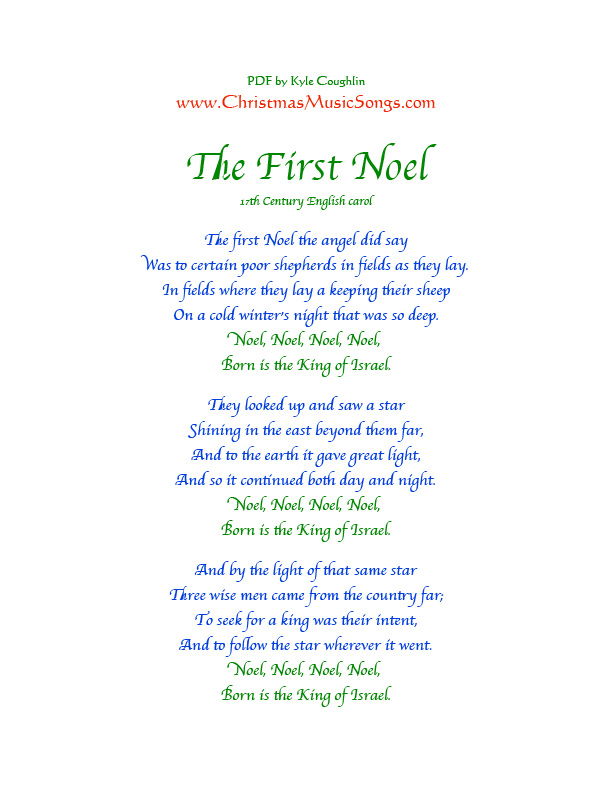 PDF by Kyle Coughlin
www.ChristmasMusicSongs.com
The First Noel
17th Century English carol
The first Noel the angel did say
Was to certain poor shepherds in fields as they lay.
In fields where they lay a keeping their sheep
On a cold winter's night that was so deep.
Noel, Noel, Noel, Noel,
Born is the King of Israel.
They looked up and saw a star
Shining in the east beyond them far,
And to the earth it gave great light,
And so it continued both day and night.
Noel, Noel, Noel, Noel,
Born is the King of Israel.
And by the light of that same star
Three wise men came from the country far;
To seek for a king was their intent,
And to follow the star wherever it went.
Noel, Noel, Noel, Noel,
Born is the King of Israel.